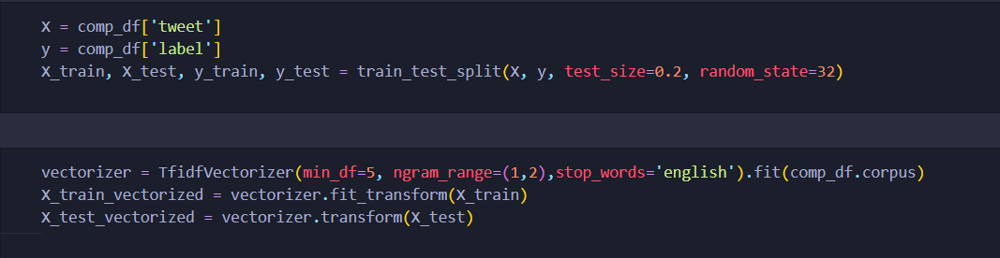 X = comp_df['tweet']
y = comp_df['label']
X_train, X_test, y_train, y_test = train_test_split(X, y, test_size=0.2, random_state=32)
vectorizer = TfidfVectorizer(min_df=5, ngram_range=(1,2),stop_words='english').fit(comp_df.corpus)
X_train_vectorized = vectorizer.fit_transform(X_train)
X_test_vectorized = vectorizer.transform(X_test)